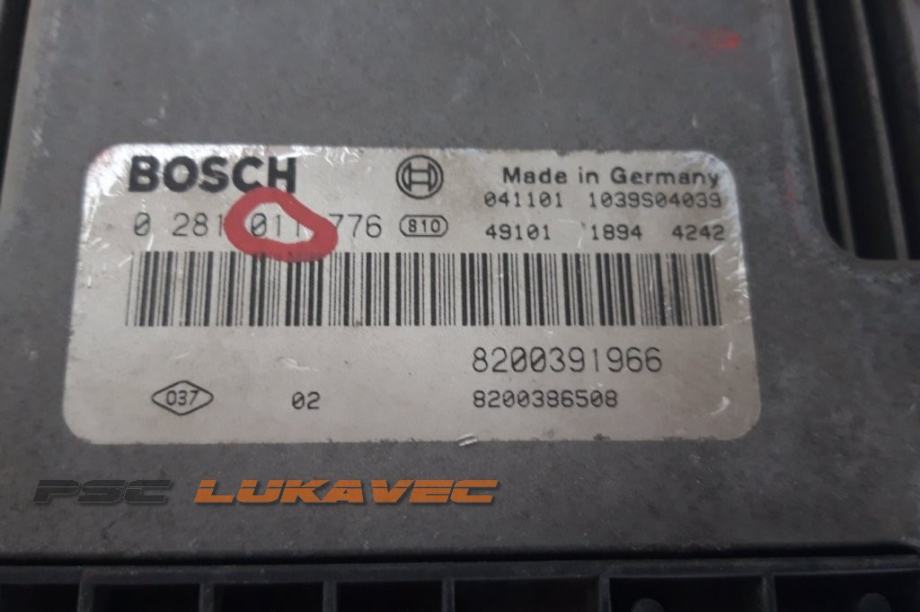 BOSCH
Made in Germany
041101 1039S04039
0 281 011 776 810
49101 1894 4242
8200391966
037 02 8200386508
PSC LUKAVEC